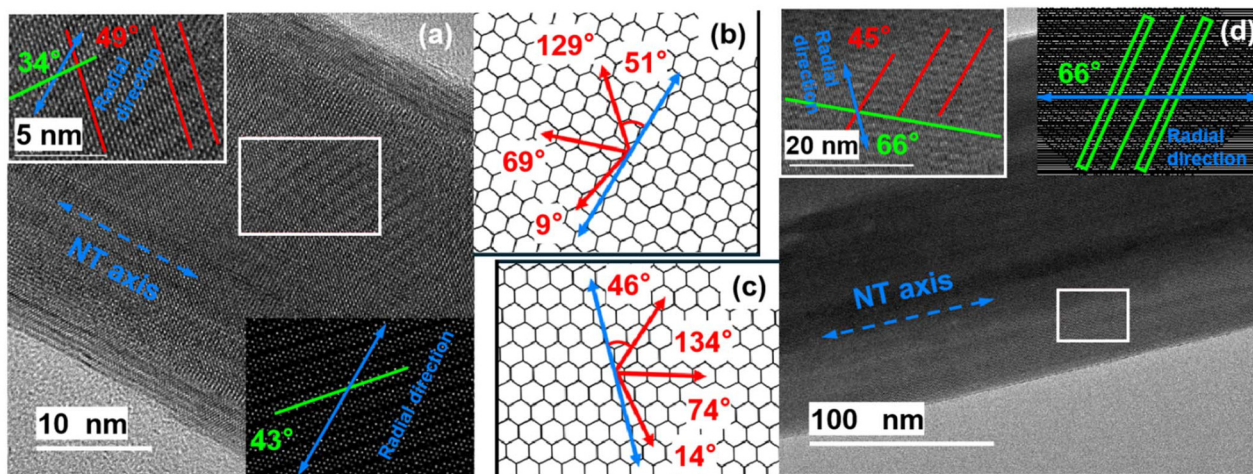 (a)
34°
49°
Radial
direction
5 nm
NT axis
10 nm
43°
Radial direction
(b)
129°
51°
69°
9°
(c)
46°
134°
74°
14°
Radial
direction
45°
66°
20 nm
(d)
66°
Radial
direction
NT axis
100 nm